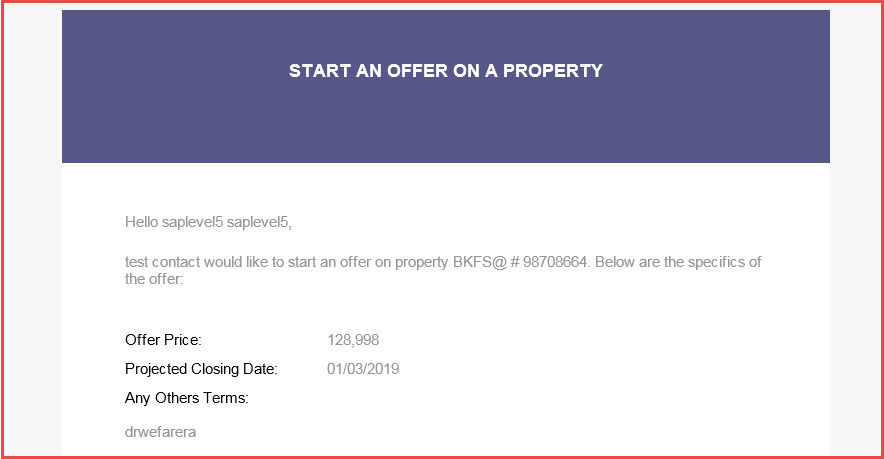 START AN OFFER ON A PROPERTY
Hello saplevel5 saplevel5,
test contact would like to start an offer on property BKFS@ # 98708664. Below are the specifics of
the offer:
Offer Price: 128,998
Projected Closing Date: 01/03/2019
Any Others Terms:
drwefarera